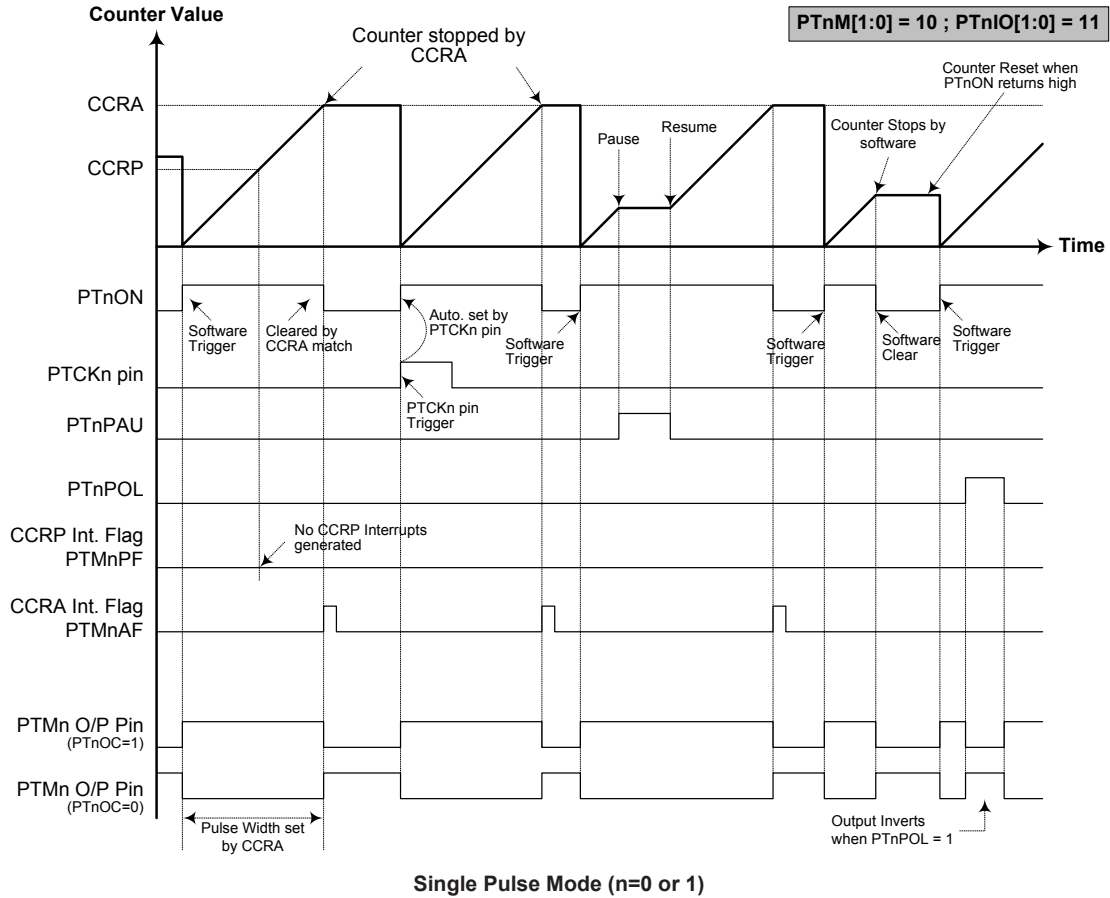 Counter Value
PTnM[1:0] = 10 ; PTnIO[1:0] = 11
Counter stopped by
CCRA
Counter Reset when
PTnON returns high
CCRA
Pause
Resume
Counter Stops by
software
CCRP
Time
PTnON
Software
Trigger
Cleared by
CCRA match
Auto. set by
PTCKn pin
Software
Trigger
Software
Trigger
Software
Clear
Software
Trigger
PTCKn pin
PTCKn pin
Trigger
PTnPAU
PTnPOL
No CCRP Interrupts
generated
CCRP Int. Flag
PTMnPF
CCRA Int. Flag
PTMnAF
PTMn O/P Pin
(PTnOC=1)
PTMn O/P Pin
(PTnOC=0)
Pulse Width set
by CCRA
Output Inverts
when PTnPOL = 1
Single Pulse Mode (n=0 or 1)